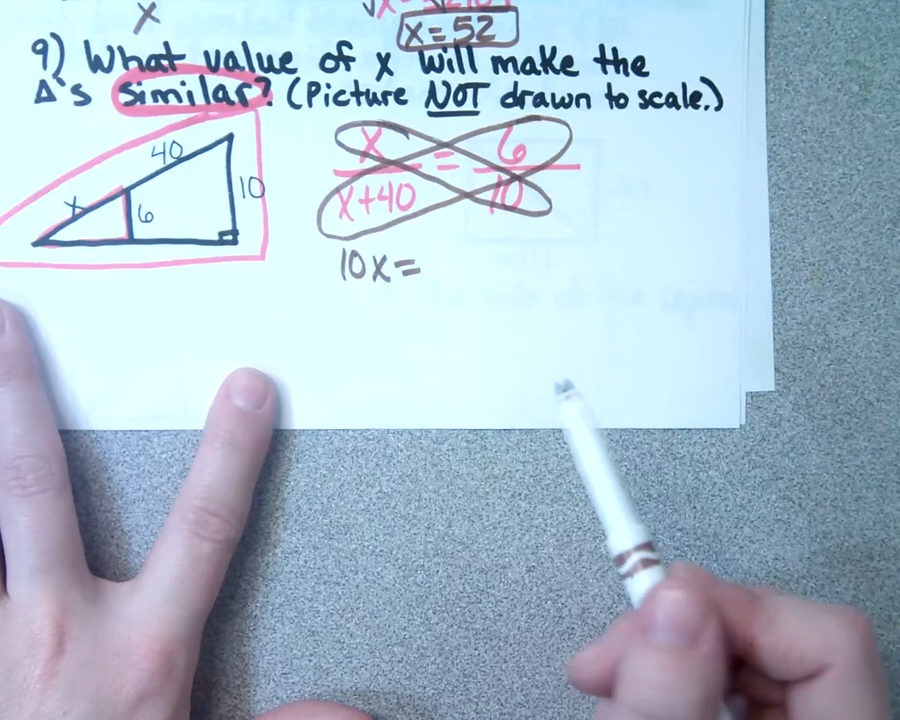 x
x = 52
9) What value of x will make the
Δ's Similar? (Picture NOT drawn to scale.)
40
10
x
6
x/x+40 = 6/10
10x=